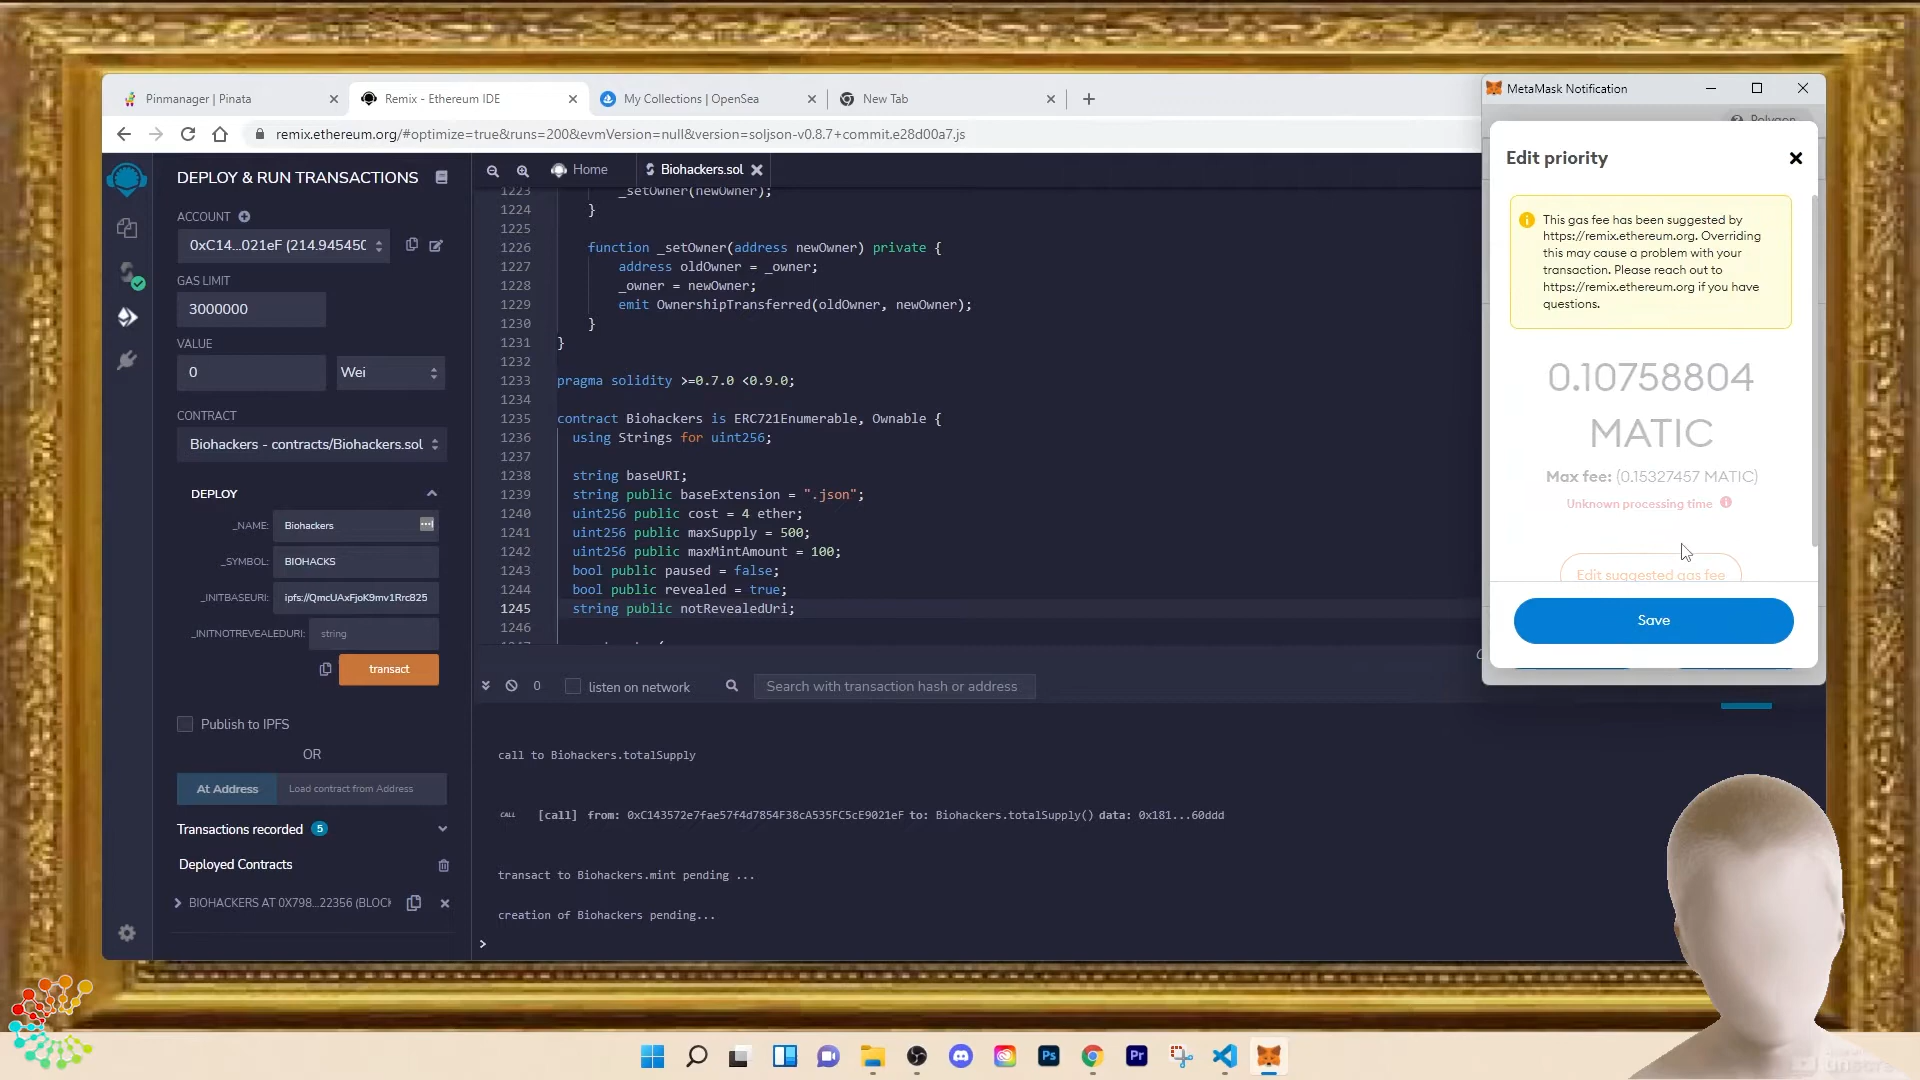 Pinmanager | Pinata
Remix - Ethereum IDE
My Collections | OpenSea
New Tab
MetaMask Notification
remix.ethereum.org/#optimize=true&runs=200&evmVersion=null&version=soljson-v0.8.7+commit.e28d00a7.js
Polygon
DEPLOY & RUN TRANSACTIONS
ACCOUNT
0xC14...021eF (214.945450
GAS LIMIT
3000000
VALUE
0
Wei
CONTRACT
Biohackers - contracts/Biohackers.sol
DEPLOY
_NAME:
Biohackers
_SYMBOL:
BIOHACKS
_INITBASEURI:
ipfs://QmcUAxFjoK9mv1Rrc825
_INITNOTREVEALEDURI:
string
transact
Publish to IPFS
OR
At Address
Load contract from Address
Transactions recorded 5
Deployed Contracts
BIOHACKERS AT 0X798...22356 (BLOCK
Home
Biohackers.sol
1223 _setOwner(newOwner);
1224 }
1225
1226 function _setOwner(address newOwner) private {
1227 address oldOwner = _owner;
1228 _owner = newOwner;
1229 emit OwnershipTransferred(oldOwner, newOwner);
1230 }
1231 }
1232
1233 pragma solidity >=0.7.0 <0.9.0;
1234
1235 contract Biohackers is ERC721Enumerable, Ownable {
1236 using Strings for uint256;
1237
1238 string baseURI;
1239 string public baseExtension = ".json";
1240 uint256 public cost = 4 ether;
1241 uint256 public maxSupply = 500;
1242 uint256 public maxMintAmount = 100;
1243 bool public paused = false;
1244 bool public revealed = true;
1245 string public notRevealedUri;
1246
0
listen on network
Search with transaction hash or address
call to Biohackers.totalSupply
CALL [call] from: 0xC143572e7fae57f4d7854F38cA535FC5cE9021eF to: Biohackers.totalSupply() data: 0x181...60ddd
transact to Biohackers.mint pending ...
creation of Biohackers pending...
>
Edit priority
This gas fee has been suggested by
https://remix.ethereum.org. Overriding
this may cause a problem with your
transaction. Please reach out to
https://remix.ethereum.org if you have
questions.
0.10758804
MATIC
Max fee: (0.15327457 MATIC)
Unknown processing time
Edit suggested gas fee
Save
Ps
Pr